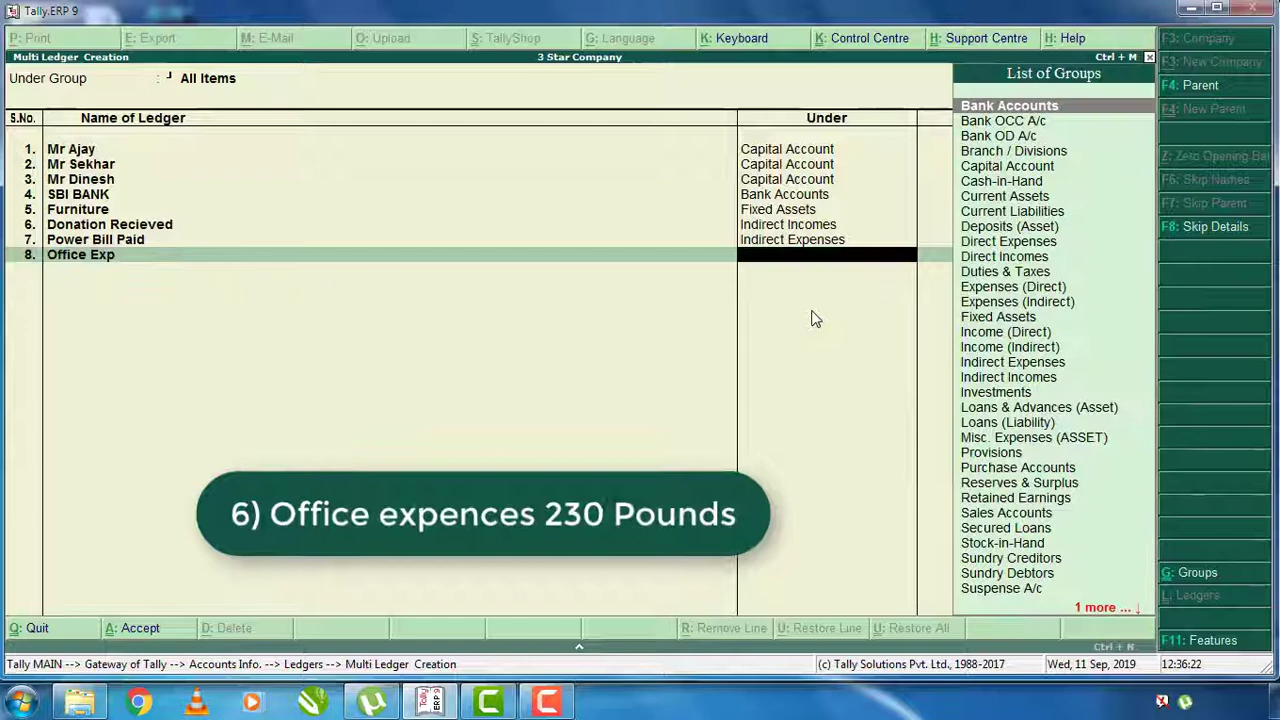 Tally.ERP 9
P: Print E: Export M: E-Mail O: Upload S: TallyShop G: Language K: Keyboard K: Control Centre H: Support Centre H: Help
Multi Ledger Creation 3 Star Company Ctrl + M
Under Group : ┘ All Items
S.No. Name of Ledger Under
1. Mr Ajay Capital Account
2. Mr Sekhar Capital Account
3. Mr Dinesh Capital Account
4. SBI BANK Bank Accounts
5. Furniture Fixed Assets
6. Donation Recieved Indirect Incomes
7. Power Bill Paid Indirect Expenses
8. Office Exp
6) Office expences 230 Pounds
List of Groups
Bank Accounts
Bank OCC A/c
Bank OD A/c
Branch / Divisions
Capital Account
Cash-in-Hand
Current Assets
Current Liabilities
Deposits (Asset)
Direct Expenses
Direct Incomes
Duties & Taxes
Expenses (Direct)
Expenses (Indirect)
Fixed Assets
Income (Direct)
Income (Indirect)
Indirect Expenses
Indirect Incomes
Investments
Loans & Advances (Asset)
Loans (Liability)
Misc. Expenses (ASSET)
Provisions
Purchase Accounts
Reserves & Surplus
Retained Earnings
Sales Accounts
Secured Loans
Stock-in-Hand
Sundry Creditors
Sundry Debtors
Suspense A/c
1 more ... ↓
F3: Company
F3: New Company
F4: Parent
F4: New Parent
Z: Zero Opening Bal
F6: Skip Names
F7: Skip Parent
F8: Skip Details
G: Groups
L: Ledgers
F11: Features
Q: Quit A: Accept D: Delete R: Remove Line U: Restore Line U: Restore All
Ctrl + N
Tally MAIN --> Gateway of Tally --> Accounts Info. --> Ledgers --> Multi Ledger Creation (c) Tally Solutions Pvt. Ltd., 1988-2017 Wed, 11 Sep, 2019 12:36:22